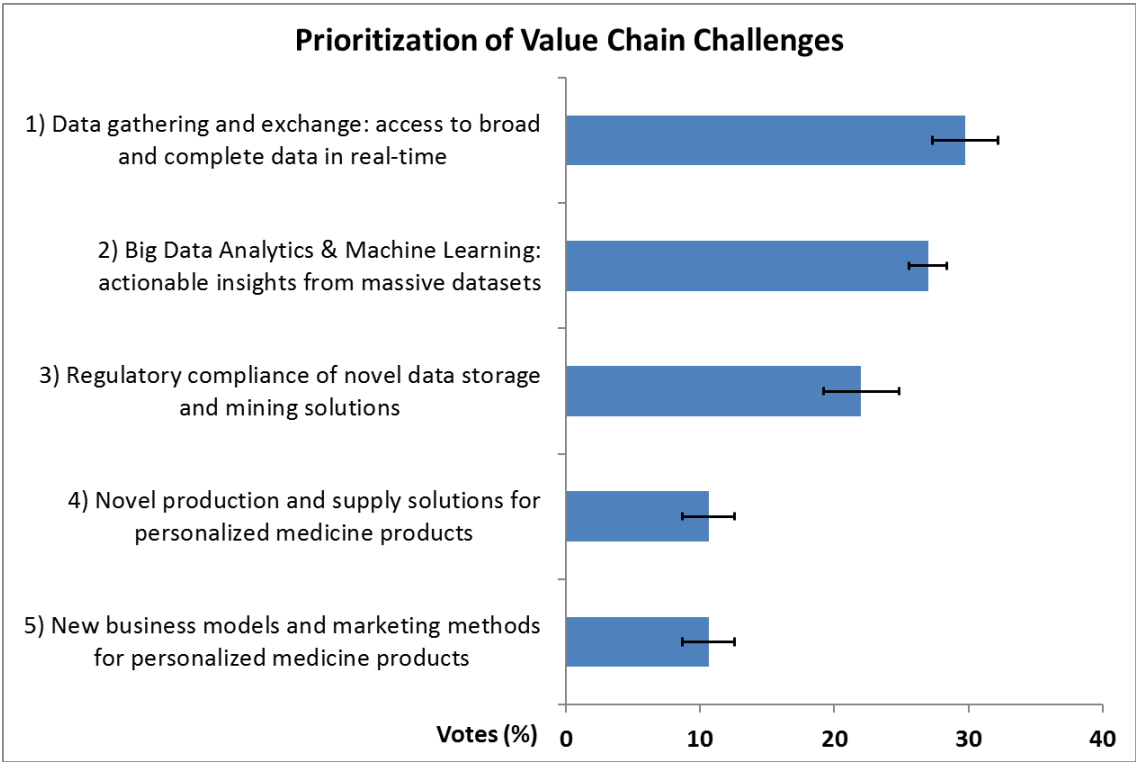 Prioritization of Value Chain Challenges
1) Data gathering and exchange: access to broad
and complete data in real-time
2) Big Data Analytics & Machine Learning:
actionable insights from massive datasets
3) Regulatory compliance of novel data storage
and mining solutions
4) Novel production and supply solutions for
personalized medicine products
5) New business models and marketing methods
for personalized medicine products
Votes (%) 0 10 20 30 40